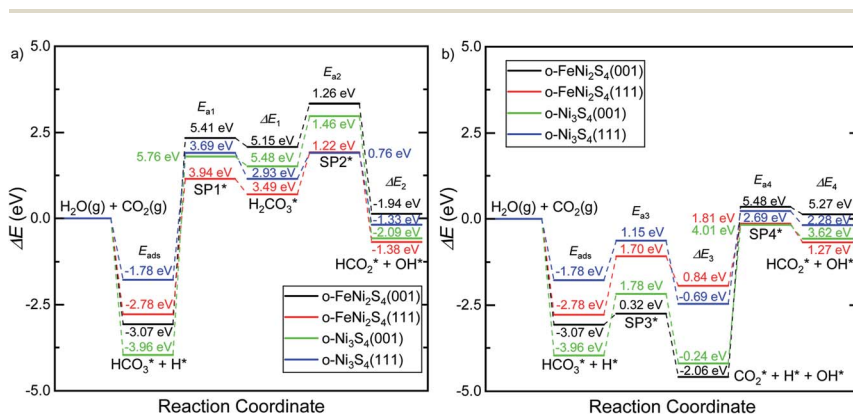 a)
5.0
2.5
0.0
-2.5
-5.0
ΔE (eV)
H₂O(g) + CO₂(g)
E_ads
-1.78 eV
-2.78 eV
-3.07 eV
-3.96 eV
HCO₃* + H*
E_a1
5.41 eV
3.69 eV
5.76 eV
3.94 eV
SP1*
ΔE₁
5.15 eV
5.48 eV
2.93 eV
3.49 eV
H₂CO₃*
E_a2
1.26 eV
1.46 eV
1.22 eV
0.76 eV
SP2*
ΔE₂
-1.94 eV
-1.33 eV
-2.09 eV
-1.38 eV
HCO₂* + OH*
o-FeNi₂S₄(001)
o-FeNi₂S₄(111)
o-Ni₃S₄(001)
o-Ni₃S₄(111)
Reaction Coordinate
b)
5.0
2.5
0.0
-2.5
-5.0
ΔE (eV)
o-FeNi₂S₄(001)
o-FeNi₂S₄(111)
o-Ni₃S₄(001)
o-Ni₃S₄(111)
H₂O(g) + CO₂(g)
E_ads
-1.78 eV
-2.78 eV
-3.07 eV
-3.96 eV
HCO₃* + H*
E_a3
1.15 eV
1.70 eV
1.78 eV
0.32 eV
SP3*
ΔE₃
0.84 eV
-0.69 eV
-0.24 eV
-2.06 eV
CO₂* + H* + OH*
E_a4
5.48 eV
1.81 eV
2.69 eV
4.01 eV
SP4*
ΔE₄
5.27 eV
2.28 eV
3.62 eV
1.27 eV
HCO₂* + OH*
Reaction Coordinate